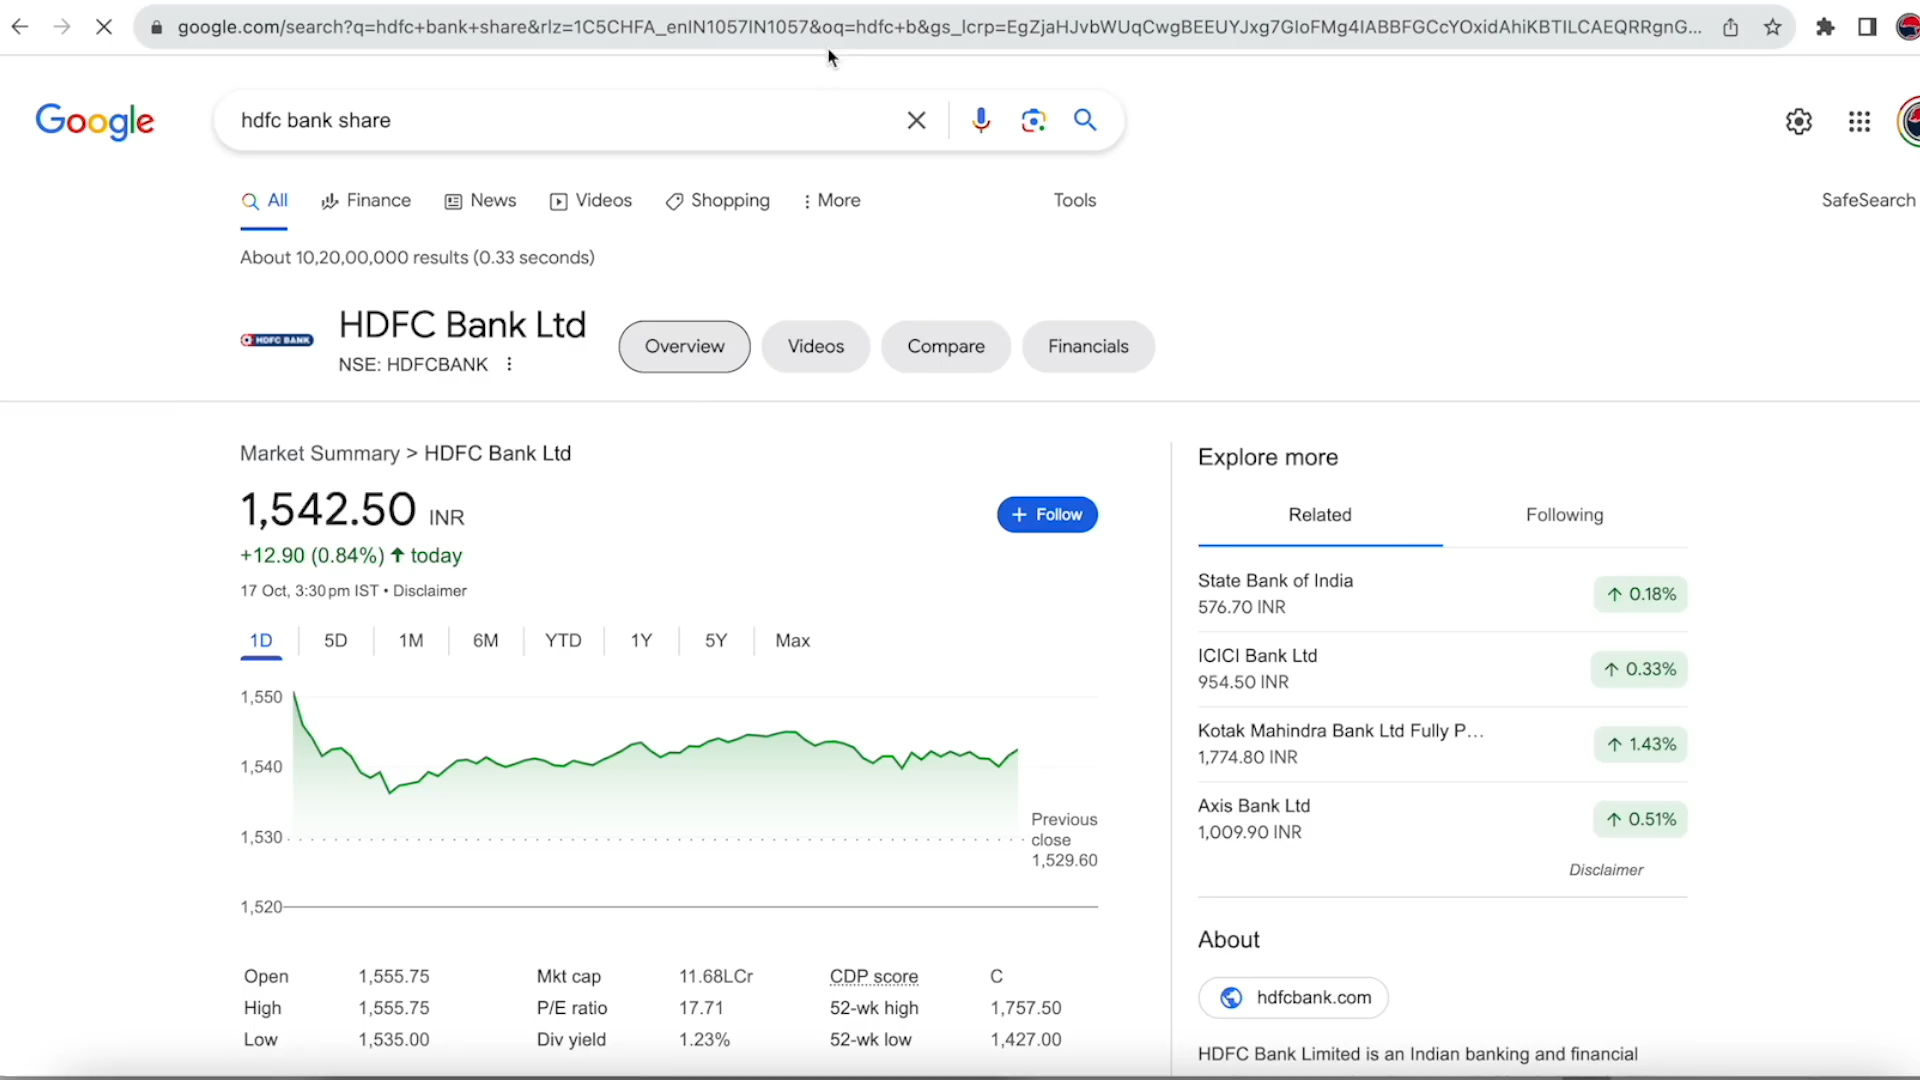 google.com/search?q=hdfc+bank+share&rlz=1C5CHFA_enIN1057IN1057&oq=hdfc+b&gs_lcrp=EgZjaHJvbWUqCwgBEEUYJxg7GIoFMg4IABBFGCcYOxidAhiKBTILCAEQRRgnG...
Google
hdfc bank share
All
Finance
News
Videos
Shopping
More
Tools
SafeSearch
About 10,20,00,000 results (0.33 seconds)
HDFC BANK
HDFC Bank Ltd
NSE: HDFCBANK
Overview
Videos
Compare
Financials
Market Summary > HDFC Bank Ltd
1,542.50 INR
+ Follow
+12.90 (0.84%) ↑ today
17 Oct, 3:30 pm IST • Disclaimer
1D
5D
1M
6M
YTD
1Y
5Y
Max
1,550
1,540
1,530
1,520
Previous
close
1,529.60
Open 1,555.75 Mkt cap 11.68LCr CDP score C
High 1,555.75 P/E ratio 17.71 52-wk high 1,757.50
Low 1,535.00 Div yield 1.23% 52-wk low 1,427.00
Explore more
Related
Following
State Bank of India
576.70 INR
↑ 0.18%
ICICI Bank Ltd
954.50 INR
↑ 0.33%
Kotak Mahindra Bank Ltd Fully P...
1,774.80 INR
↑ 1.43%
Axis Bank Ltd
1,009.90 INR
↑ 0.51%
Disclaimer
About
hdfcbank.com
HDFC Bank Limited is an Indian banking and financial